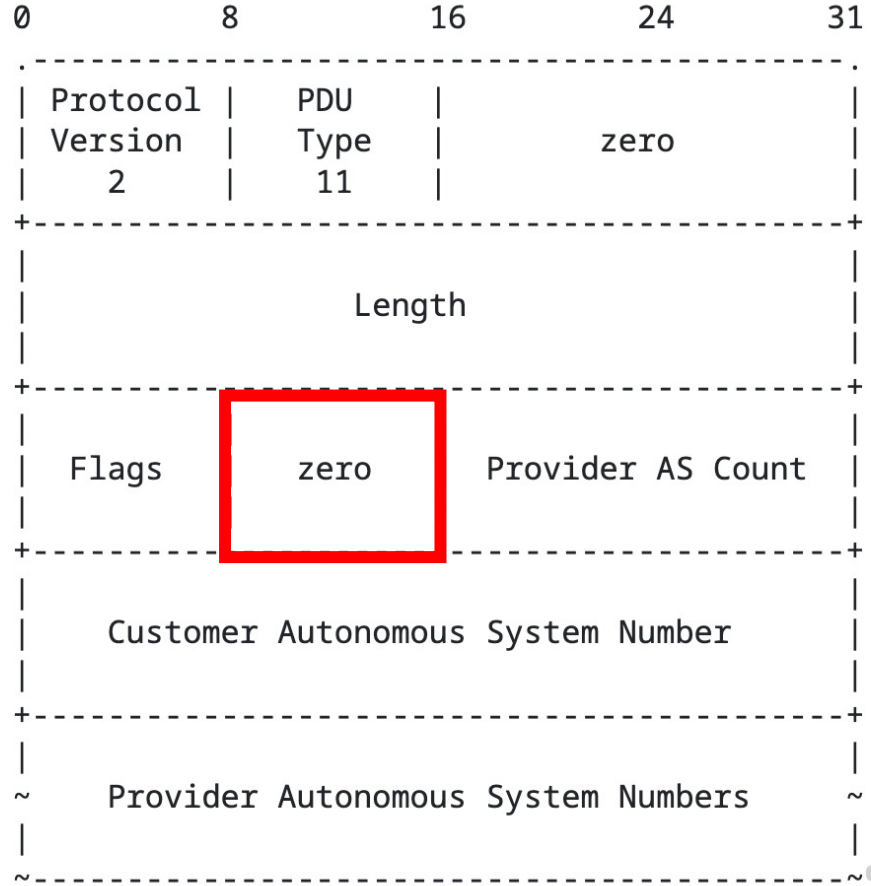 0 8 16 24 31
.-------------------------------------------.
| Protocol | PDU | |
| Version | Type | zero |
| 2 | 11 | |
+-------------------------------------------+
| |
| Length |
| |
+-------------------------------------------+
| |
| Flags zero Provider AS Count |
| |
+-------------------------------------------+
| |
| Customer Autonomous System Number |
| |
+-------------------------------------------+
| |
~ Provider Autonomous System Numbers ~
| |
~-------------------------------------------~